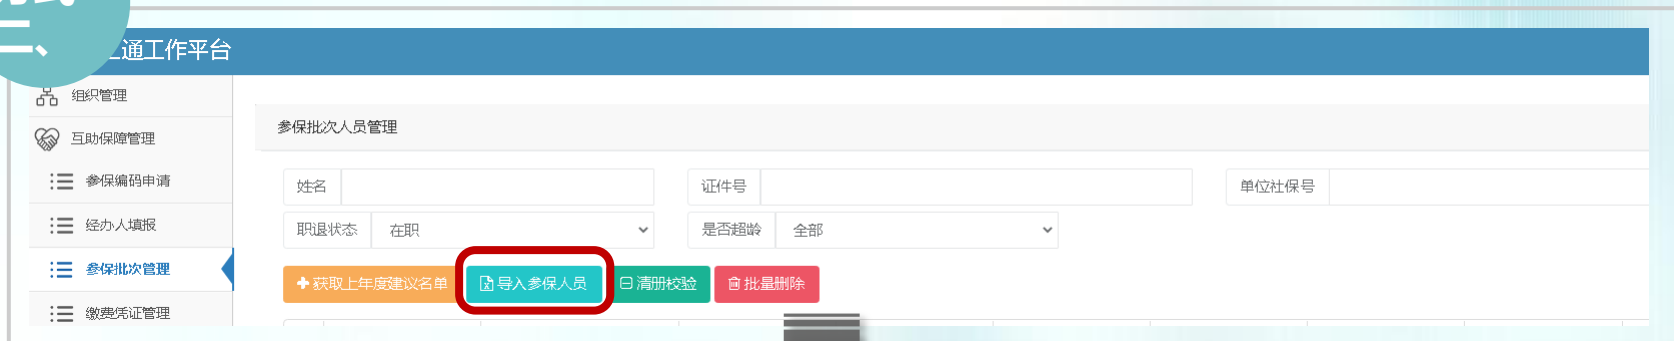 三、
通工作平台
组织管理
互助保障管理
参保编码申请
经办人填报
参保批次管理
缴费凭证管理
参保批次人员管理
姓名
证件号
单位社保号
职退状态 在职
是否超龄 全部
获取上年度建议名单
导入参保人员
清册校验
批量删除